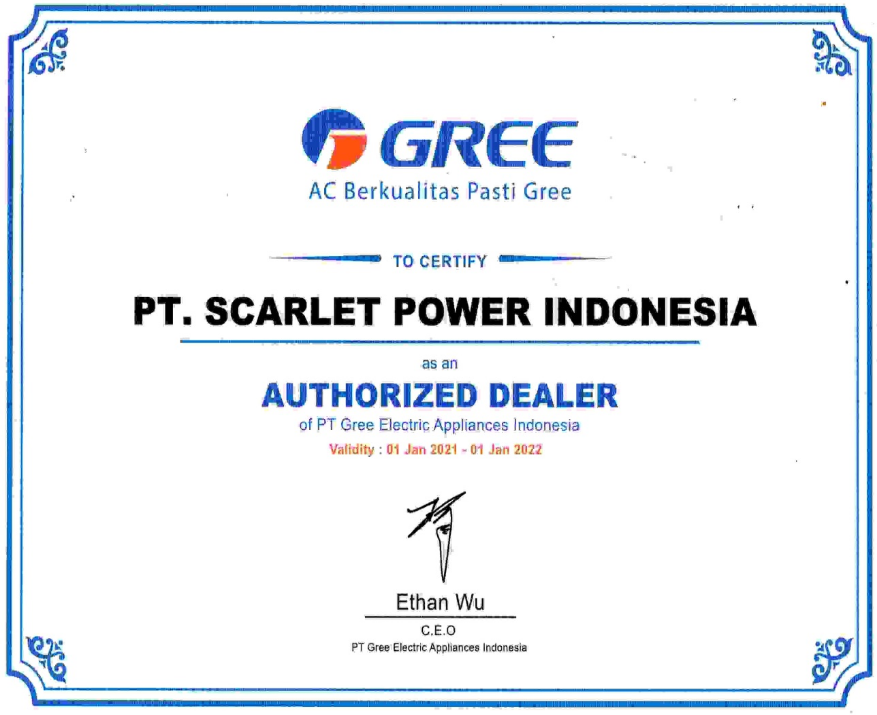 GREE
AC Berkualitas Pasti Gree
TO CERTIFY
PT. SCARLET POWER INDONESIA
as an
AUTHORIZED DEALER
of PT Gree Electric Appliances Indonesia
Validity : 01 Jan 2021 - 01 Jan 2022
Ethan Wu
C.E.O
PT Gree Electric Appliances Indonesia